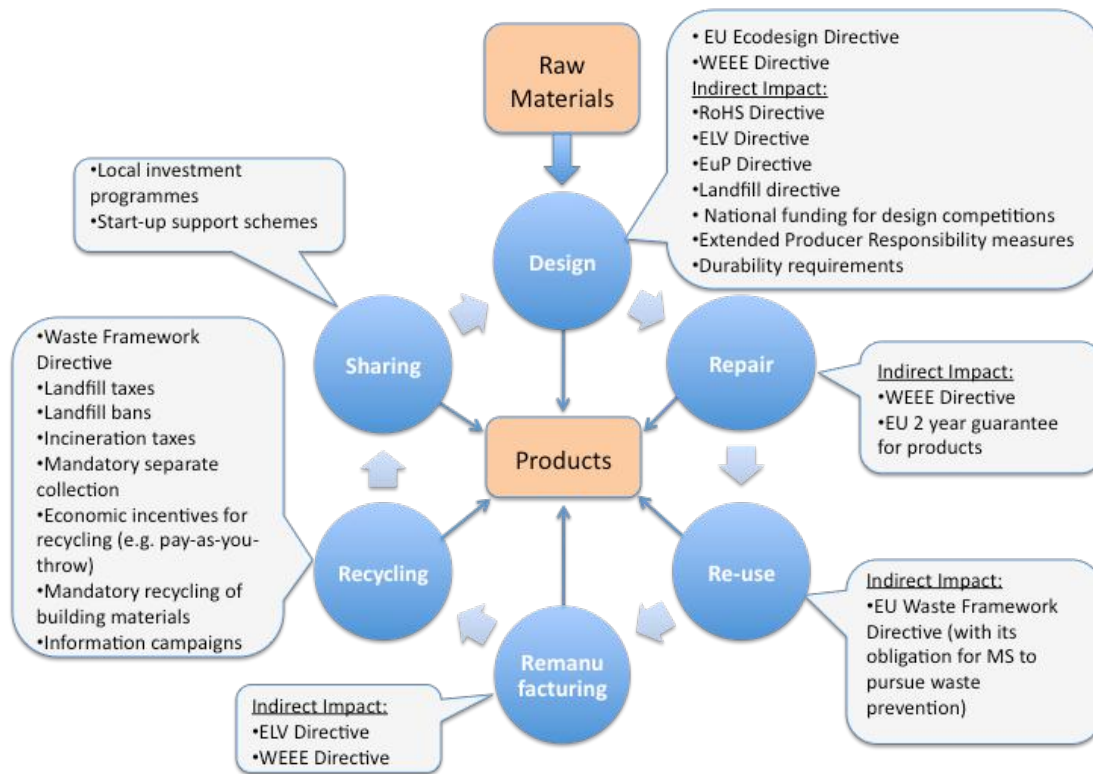 Raw
Materials
• EU Ecodesign Directive
•WEEE Directive
Indirect Impact:
•RoHS Directive
•ELV Directive
•EuP Directive
•Landfill directive
• National funding for design competitions
•Extended Producer Responsibility measures
•Durability requirements
•Local investment
programmes
•Start-up support schemes
Design
Sharing
Repair
•Waste Framework
Directive
•Landfill taxes
•Landfill bans
•Incineration taxes
•Mandatory separate
collection
•Economic incentives for
recycling (e.g. pay-as-you-
throw)
•Mandatory recycling of
building materials
•Information campaigns
Indirect Impact:
•WEEE Directive
•EU 2 year guarantee
for products
Products
Recycling
Re-use
Indirect Impact:
•EU Waste Framework
Directive (with its
obligation for MS to
pursue waste
prevention)
Remanu
facturing
Indirect Impact:
•ELV Directive
•WEEE Directive